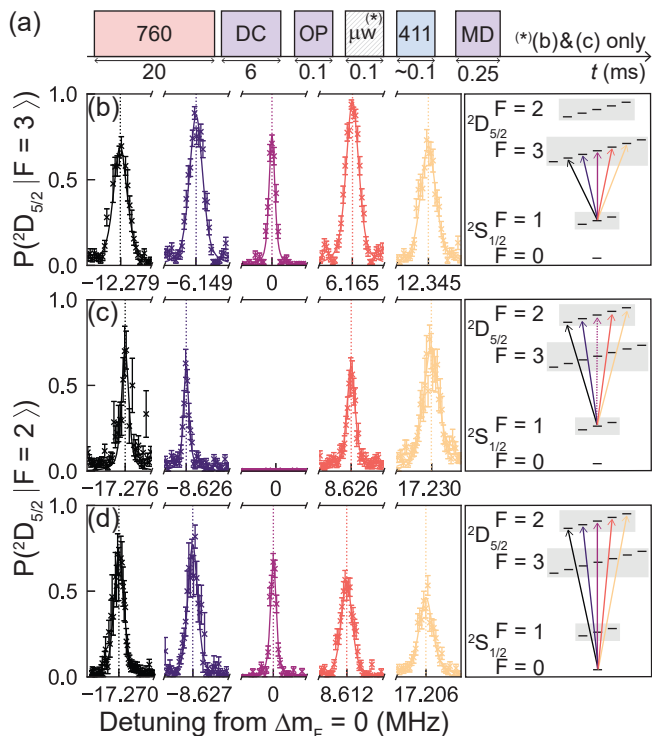 (a)
760 DC OP μw(*) 411 MD (*)(b)&(c) only
20 6 0.1 0.1 ~0.1 0.25 t (ms)
(b)
P(²D₅/₂ |F = 3 ⟩)
1.0
0.5
0.0
−12.279 −6.149 0 6.165 12.345
²D₅/₂ F = 2
F = 3
²S₁/₂ F = 1
F = 0
(c)
P(²D₅/₂ |F = 2 ⟩)
1.0
0.5
0.0
−17.276 −8.626 0 8.626 17.230
²D₅/₂ F = 2
F = 3
²S₁/₂ F = 1
F = 0
(d)
1.0
0.5
0.0
−17.270 −8.627 0 8.612 17.206
²D₅/₂ F = 2
F = 3
²S₁/₂ F = 1
F = 0
Detuning from Δm_F = 0 (MHz)